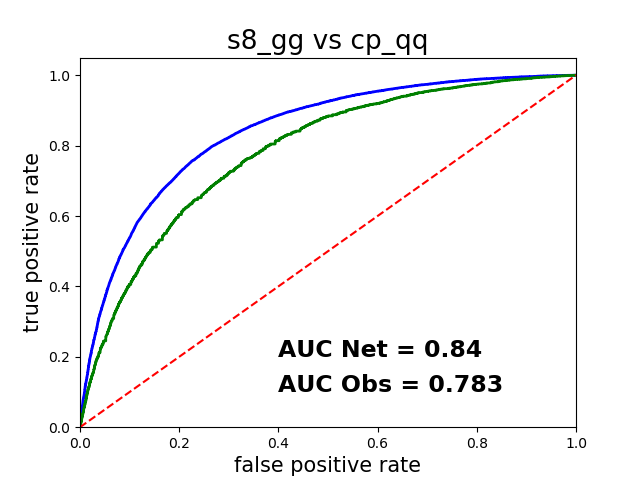 s8_gg vs cp_qq
1.0
0.8
0.6
0.4
0.2
0.0
true positive rate
AUC Net = 0.84
AUC Obs = 0.783
0.0 0.2 0.4 0.6 0.8 1.0
false positive rate